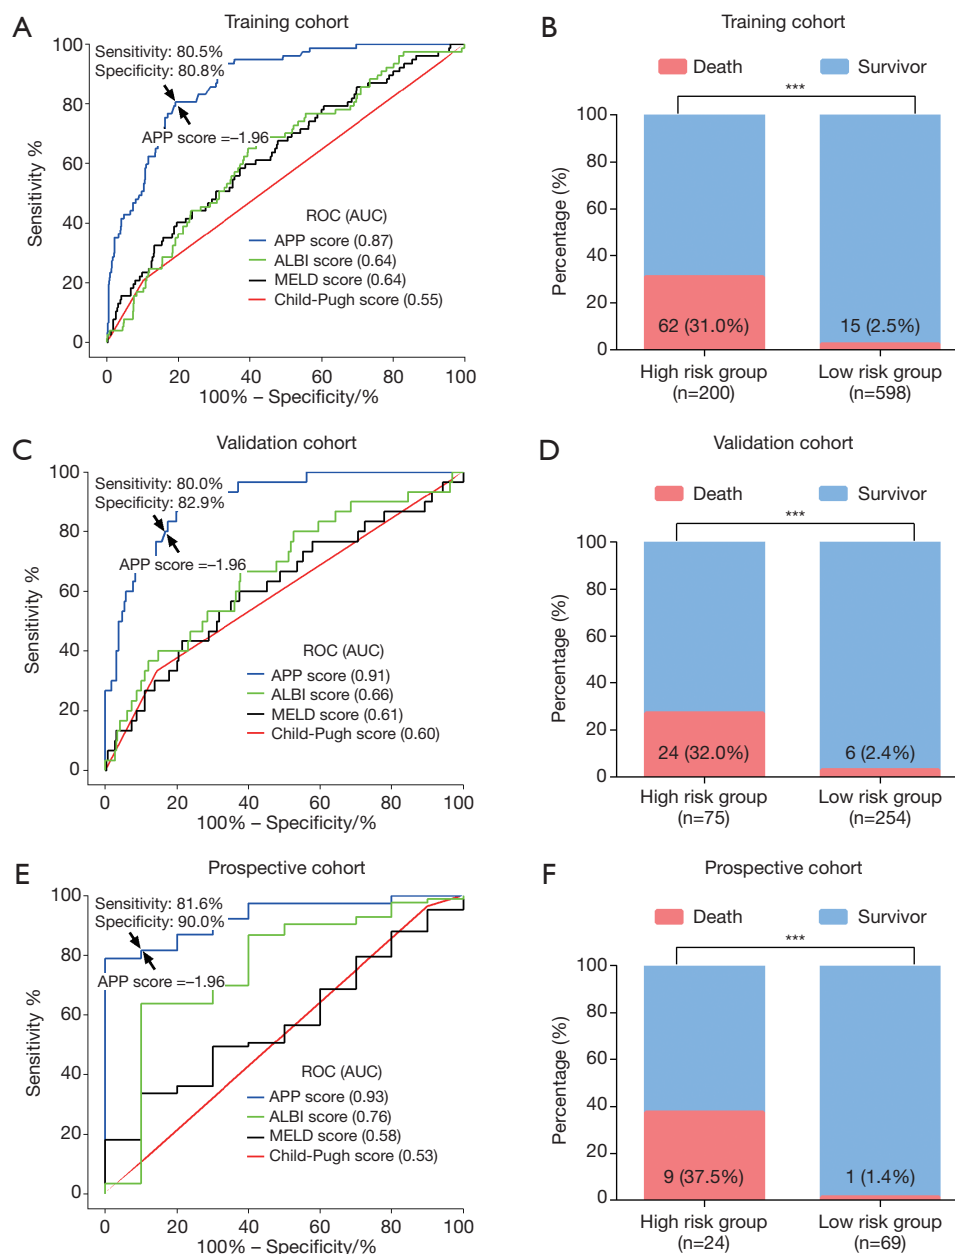 A
Training cohort
Sensitivity: 80.5%
Specificity: 80.8%
APP score =–1.96
Sensitivity %
100
80
60
40
20
0
ROC (AUC)
APP score (0.87)
ALBI score (0.64)
MELD score (0.64)
Child-Pugh score (0.55)
0 20 40 60 80 100
100% – Specificity/%
B
Training cohort
Death Survivor
***
Percentage (%)
100
80
60
40
20
0
62 (31.0%) 15 (2.5%)
High risk group Low risk group
(n=200) (n=598)
C
Validation cohort
Sensitivity: 80.0%
Specificity: 82.9%
APP score =–1.96
Sensitivity %
100
80
60
40
20
0
ROC (AUC)
APP score (0.91)
ALBI score (0.66)
MELD score (0.61)
Child-Pugh score (0.60)
0 20 40 60 80 100
100% – Specificity/%
D
Validation cohort
Death Survivor
***
Percentage (%)
100
80
60
40
20
0
24 (32.0%) 6 (2.4%)
High risk group Low risk group
(n=75) (n=254)
E
Prospective cohort
Sensitivity: 81.6%
Specificity: 90.0%
APP score =–1.96
Sensitivity %
100
80
60
40
20
0
ROC (AUC)
APP score (0.93)
ALBI score (0.76)
MELD score (0.58)
Child-Pugh score (0.53)
0 20 40 60 80 100
100% – Specificity/%
F
Prospective cohort
Death Survivor
***
Percentage (%)
100
80
60
40
20
0
9 (37.5%) 1 (1.4%)
High risk group Low risk group
(n=24) (n=69)